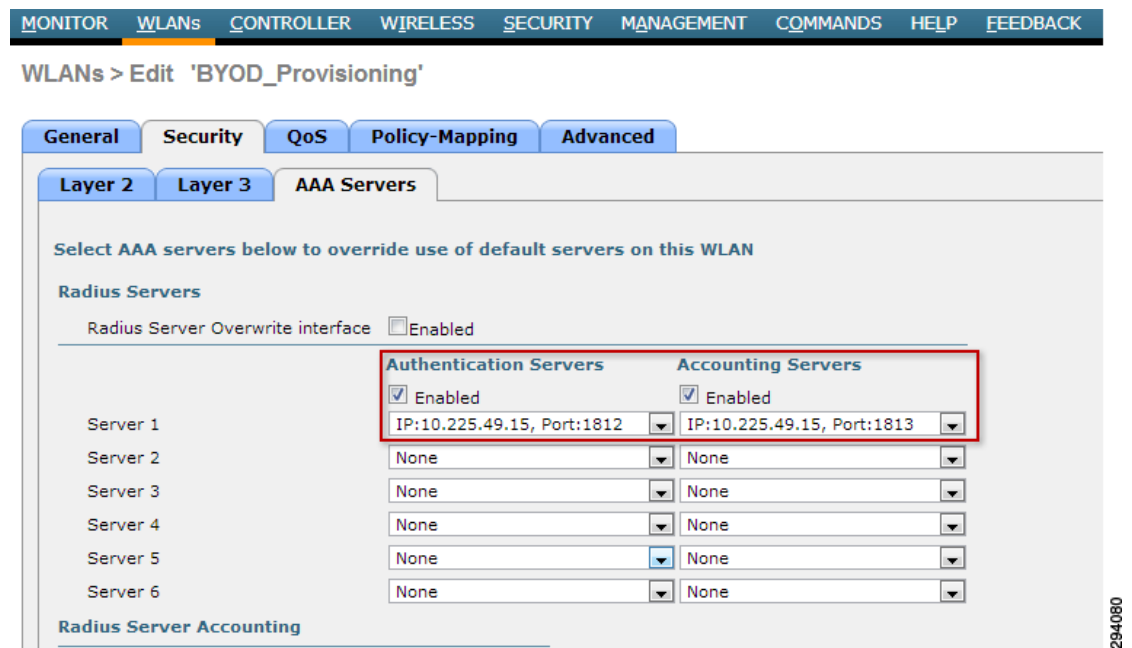 MONITOR WLANs CONTROLLER WIRELESS SECURITY MANAGEMENT COMMANDS HELP FEEDBACK
WLANs > Edit 'BYOD_Provisioning'
General Security QoS Policy-Mapping Advanced
Layer 2 Layer 3 AAA Servers
Select AAA servers below to override use of default servers on this WLAN
Radius Servers
Radius Server Overwrite interface Enabled
Authentication Servers Accounting Servers
Enabled Enabled
Server 1 IP:10.225.49.15, Port:1812 IP:10.225.49.15, Port:1813
Server 2 None None
Server 3 None None
Server 4 None None
Server 5 None None
Server 6 None None
Radius Server Accounting
294080